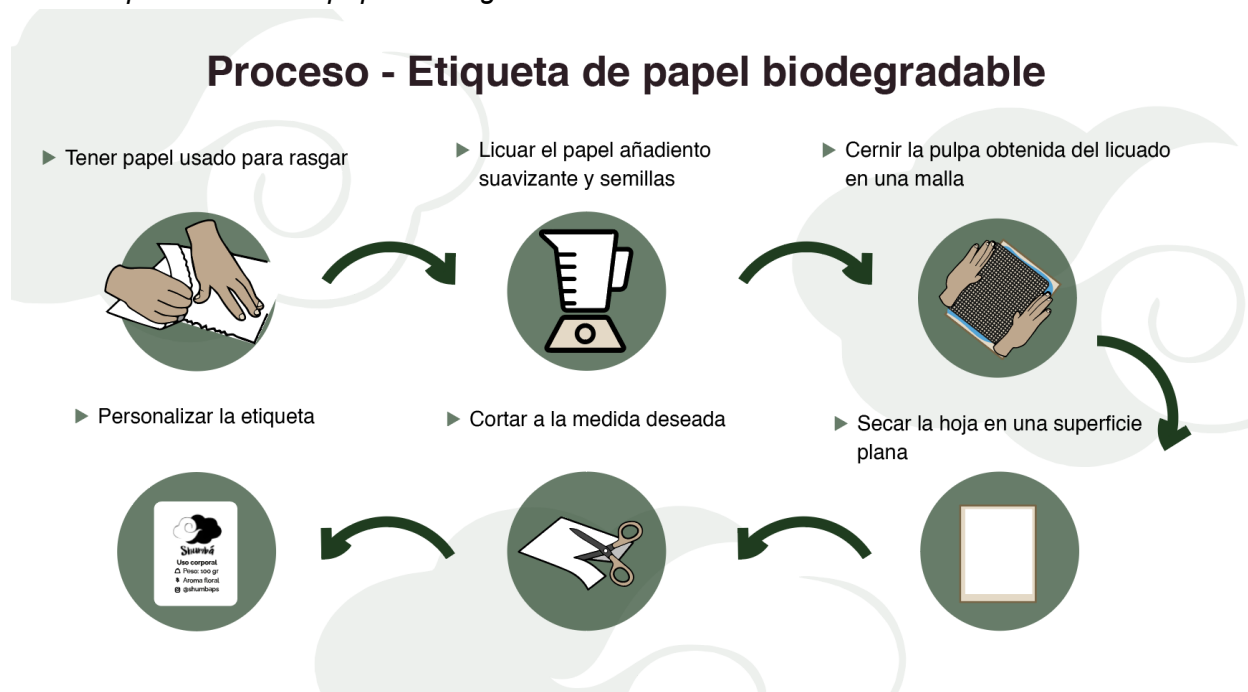 Proceso - Etiqueta de papel biodegradable
Tener papel usado para rasgar
Licuar el papel añadiento
suavizante y semillas
Cernir la pulpa obtenida del licuado
en una malla
Secar la hoja en una superficie
plana
Cortar a la medida deseada
Personalizar la etiqueta
Shumbá
Uso corporal
Peso: 100 gr
Aroma floral
@shumbaps